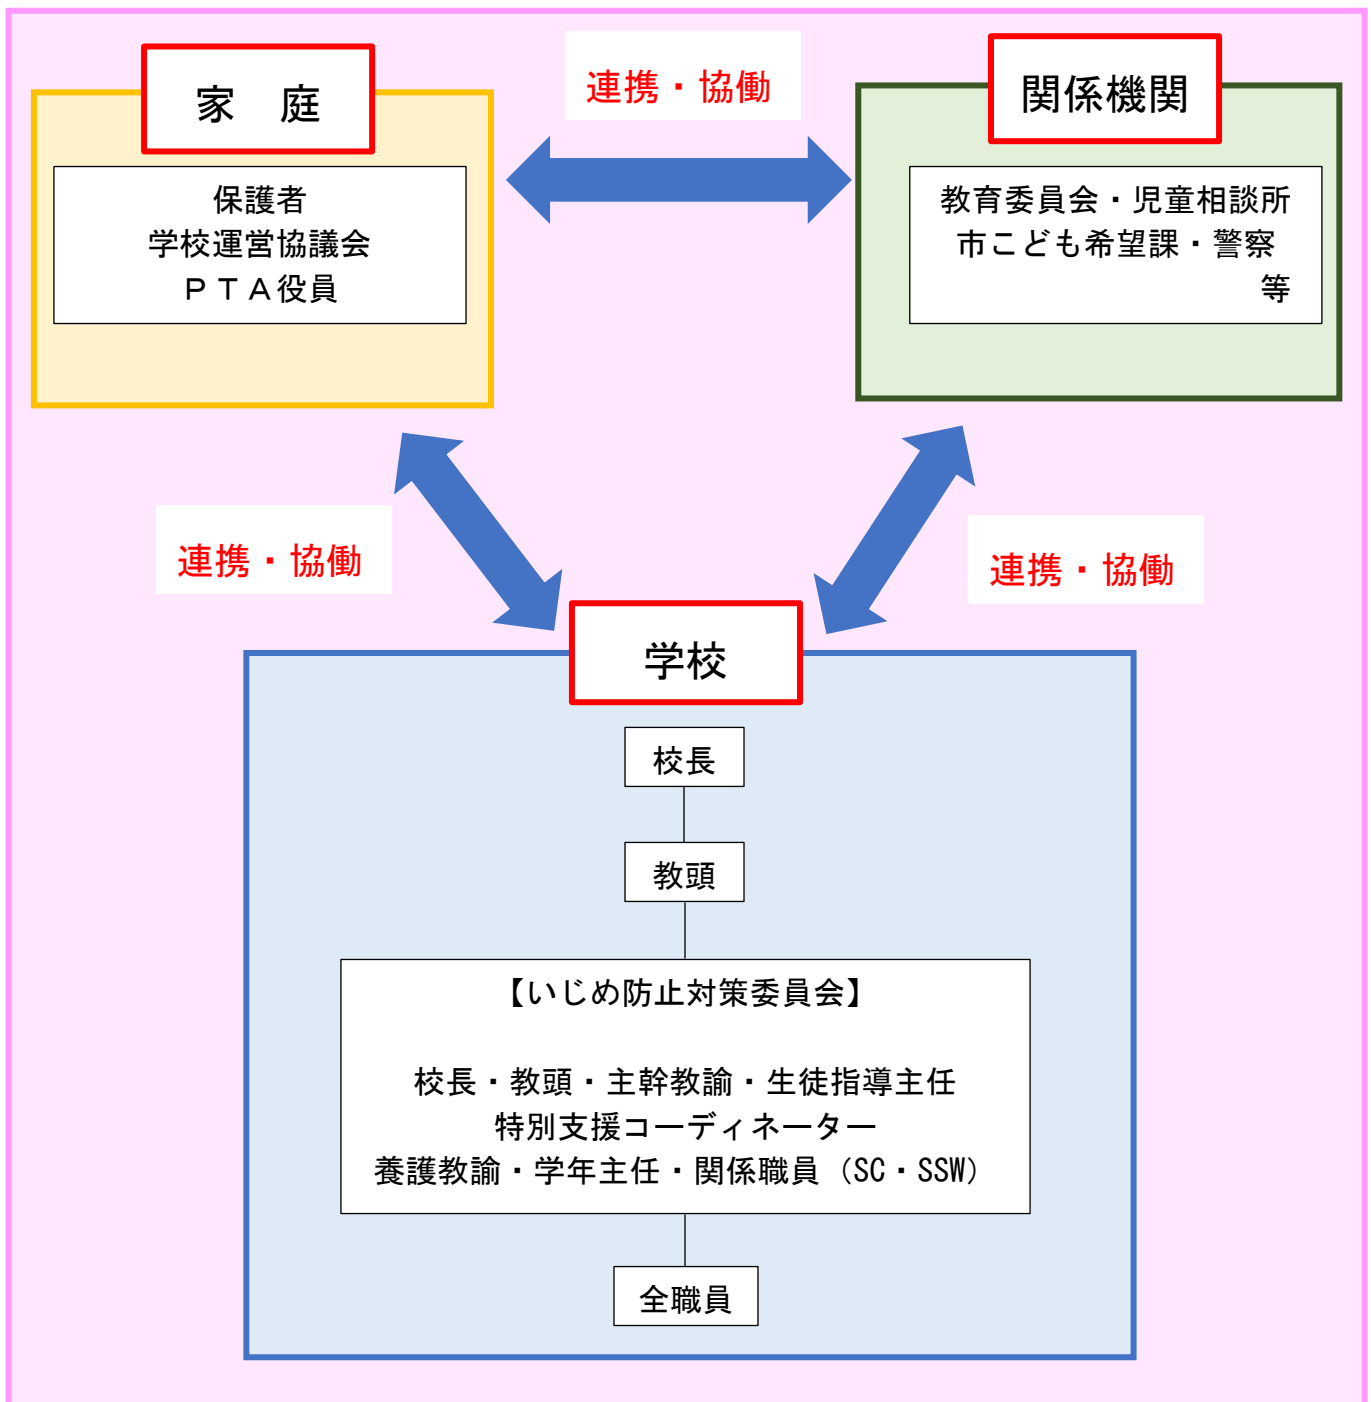 家　庭
連携・協働
関係機関
保護者
学校運営協議会
ＰＴＡ役員
教育委員会・児童相談所
市こども希望課・警察
等
連携・協働
連携・協働
学校
校長
教頭
【いじめ防止対策委員会】
校長・教頭・主幹教諭・生徒指導主任
特別支援コーディネーター
養護教諭・学年主任・関係職員（SC・SSW）
全職員